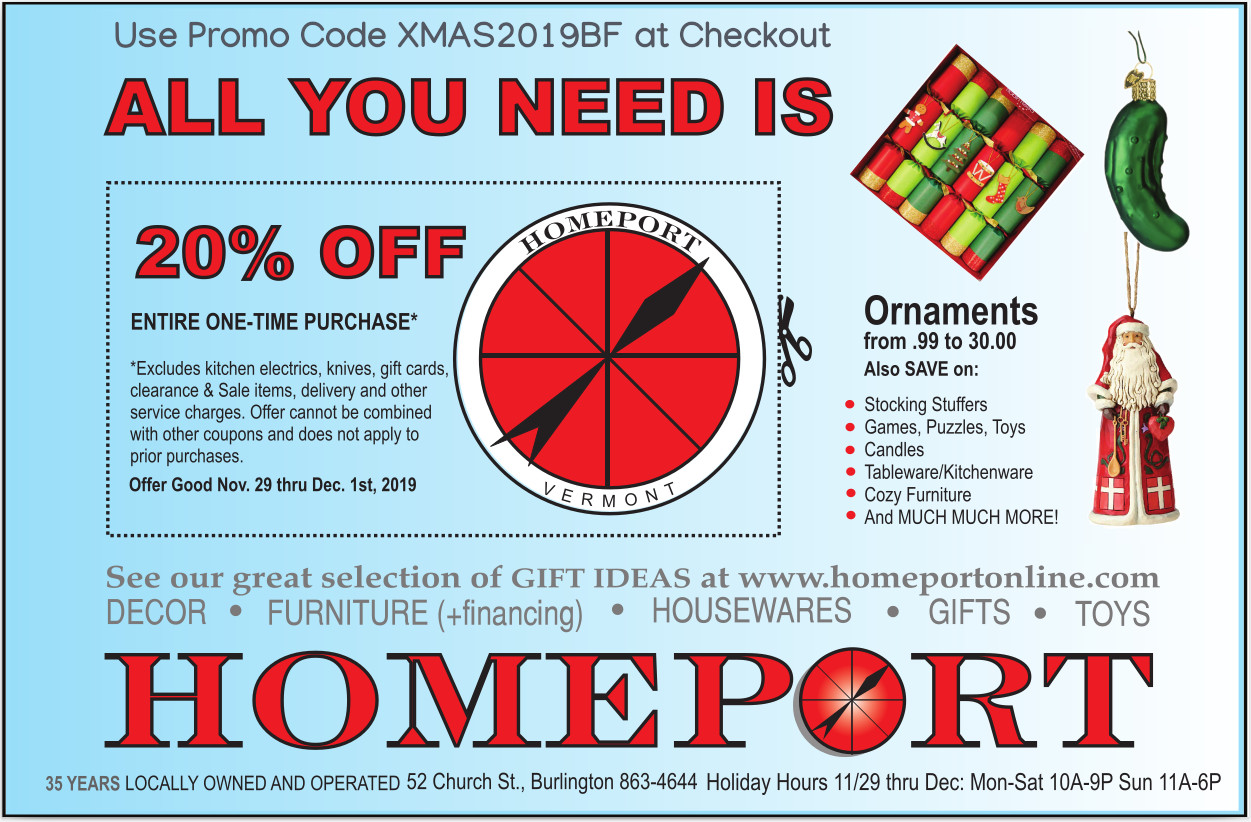 Use Promo Code XMAS2019BF at Checkout
ALL YOU NEED IS
20% OFF
ENTIRE ONE-TIME PURCHASE*
*Excludes kitchen electrics, knives, gift cards,
clearance & Sale items, delivery and other
service charges. Offer cannot be combined
with other coupons and does not apply to
prior purchases.
Offer Good Nov. 29 thru Dec. 1st, 2019
HOMEPORT
VERMONT
Ornaments
from .99 to 30.00
Also SAVE on:
• Stocking Stuffers
• Games, Puzzles, Toys
• Candles
• Tableware/Kitchenware
• Cozy Furniture
• And MUCH MUCH MORE!
See our great selection of GIFT IDEAS at www.homeportonline.com
DECOR • FURNITURE (+financing) • HOUSEWARES • GIFTS • TOYS
HOMEPORT
35 YEARS LOCALLY OWNED AND OPERATED 52 Church St., Burlington 863-4644 Holiday Hours 11/29 thru Dec: Mon-Sat 10A-9P Sun 11A-6P